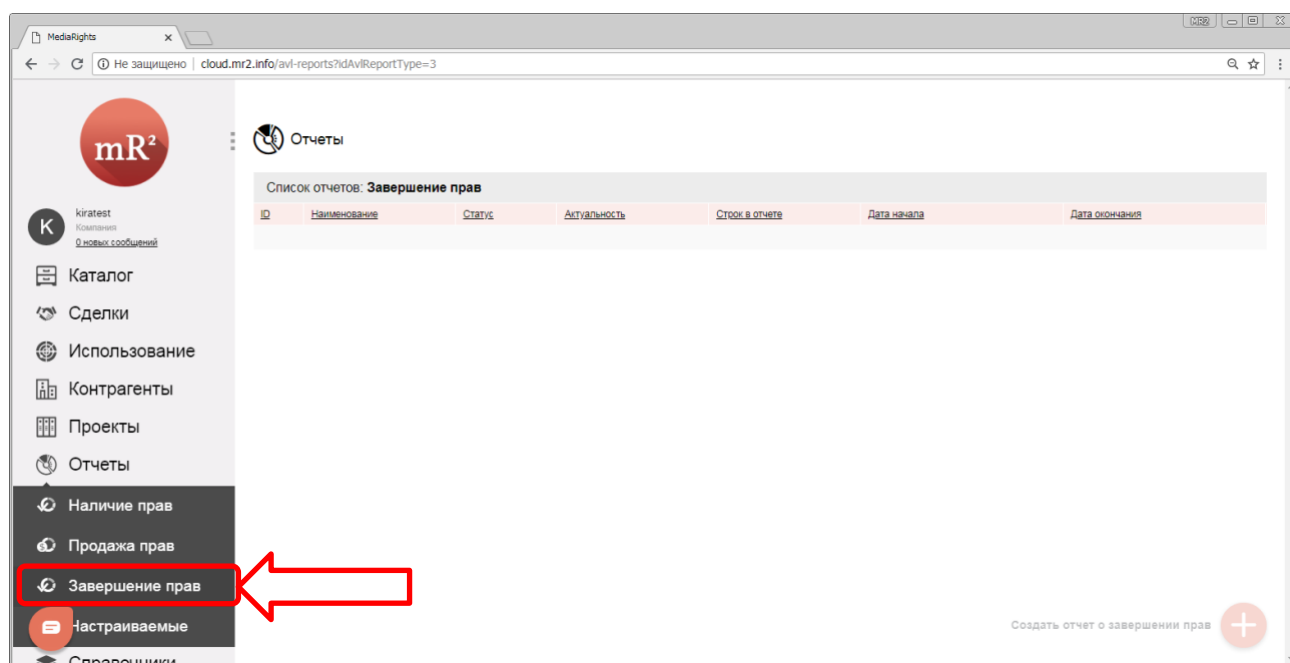 MR2
MediaRights
Не защищено | cloud.mr2.info/avl-reports?idAvlReportType=3
mR²
Отчеты
Список отчетов: Завершение прав
ID Наименование Статус Актуальность Строк в отчете Дата начала Дата окончания
K
kiratest
Компания
0 новых сообщений
Каталог
Сделки
Использование
Контрагенты
Проекты
Отчеты
Наличие прав
Продажа прав
Завершение прав
Настраиваемые
Справочники
Создать отчет о завершении прав